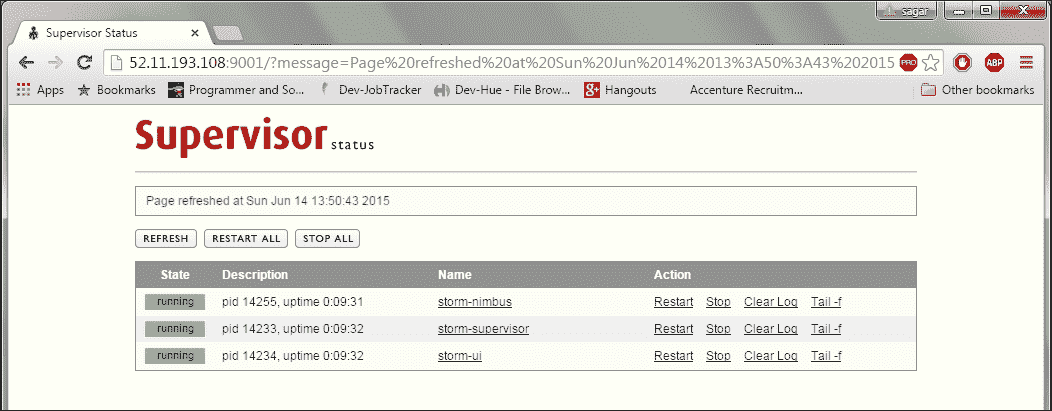 sagar
Supervisor Status
52.11.193.108:9001/?message=Page%20refreshed%20at%20Sun%20Jun%2014%2013%3A50%3A43%202015 PRO ABP
Apps Bookmarks Programmer and So... Dev-JobTracker Dev-Hue - File Brow... Hangouts Accenture Recruitm... Other bookmarks
Supervisor status
Page refreshed at Sun Jun 14 13:50:43 2015
REFRESH RESTART ALL STOP ALL
State Description Name Action
running pid 14255, uptime 0:09:31 storm-nimbus Restart Stop Clear Log Tail -f
running pid 14233, uptime 0:09:32 storm-supervisor Restart Stop Clear Log Tail -f
running pid 14234, uptime 0:09:32 storm-ui Restart Stop Clear Log Tail -f